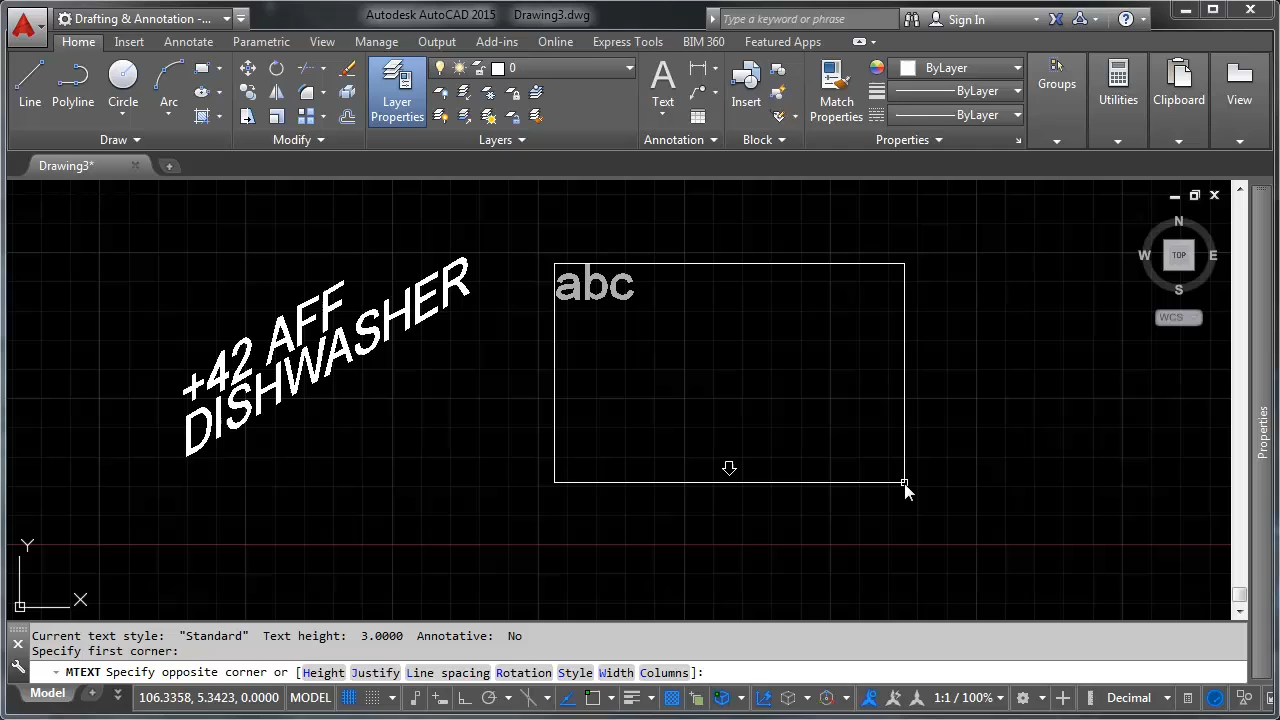 Drafting & Annotation -...
Autodesk AutoCAD 2015 Drawing3.dwg
Type a keyword or phrase
Sign In
Home Insert Annotate Parametric View Manage Output Add-ins Online Express Tools BIM 360 Featured Apps
Line Polyline Circle Arc
Draw
Modify
Layer Properties
0
Layers
Text
Annotation
Insert
Block
Match Properties
ByLayer
ByLayer
ByLayer
Properties
Groups
Utilities
Clipboard
View
Drawing3*
+42 AFF
DISHWASHER
abc
N
W TOP E
S
WCS
Properties
Y
X
Current text style: "Standard" Text height: 3.0000 Annotative: No
Specify first corner:
MTEXT Specify opposite corner or [Height Justify Line spacing Rotation Style Width Columns]:
Model
106.3358, 5.3423, 0.0000 MODEL
1:1 / 100%
Decimal